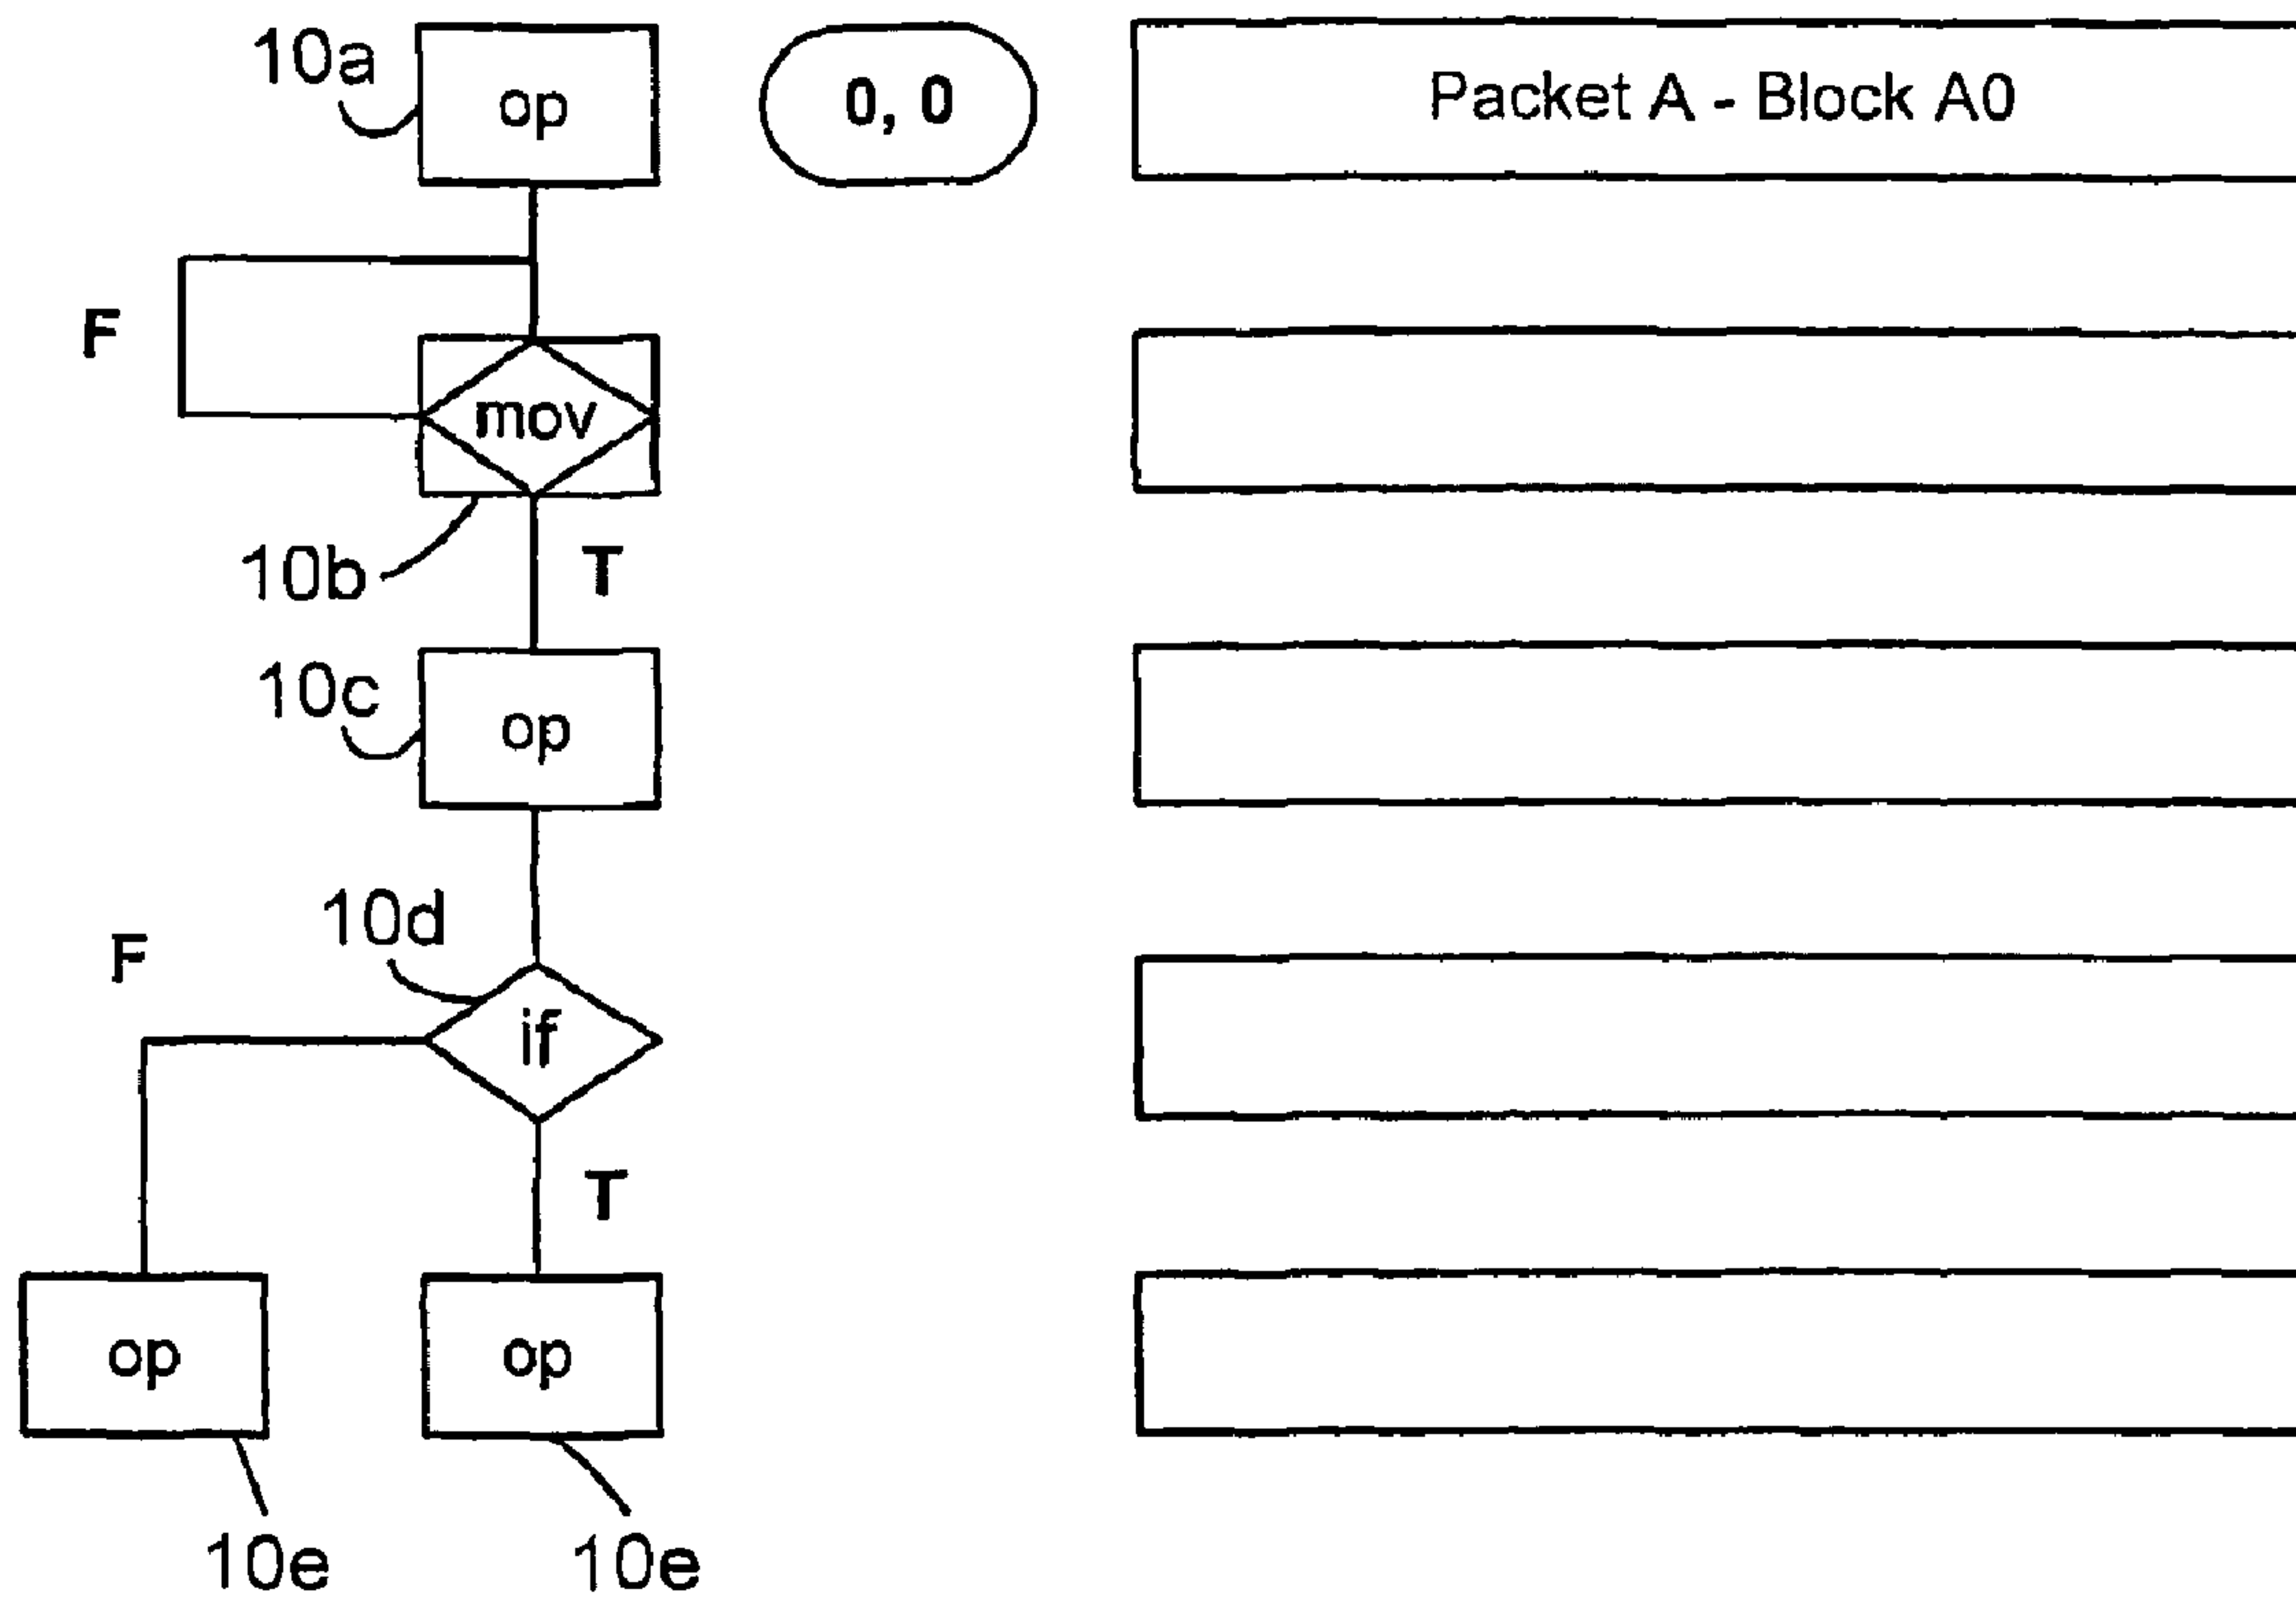 10a
op
0, 0
Packet A - Block A0
F
mov
10b
T
10c
op
10d
F
if
T
op
op
10e
10e